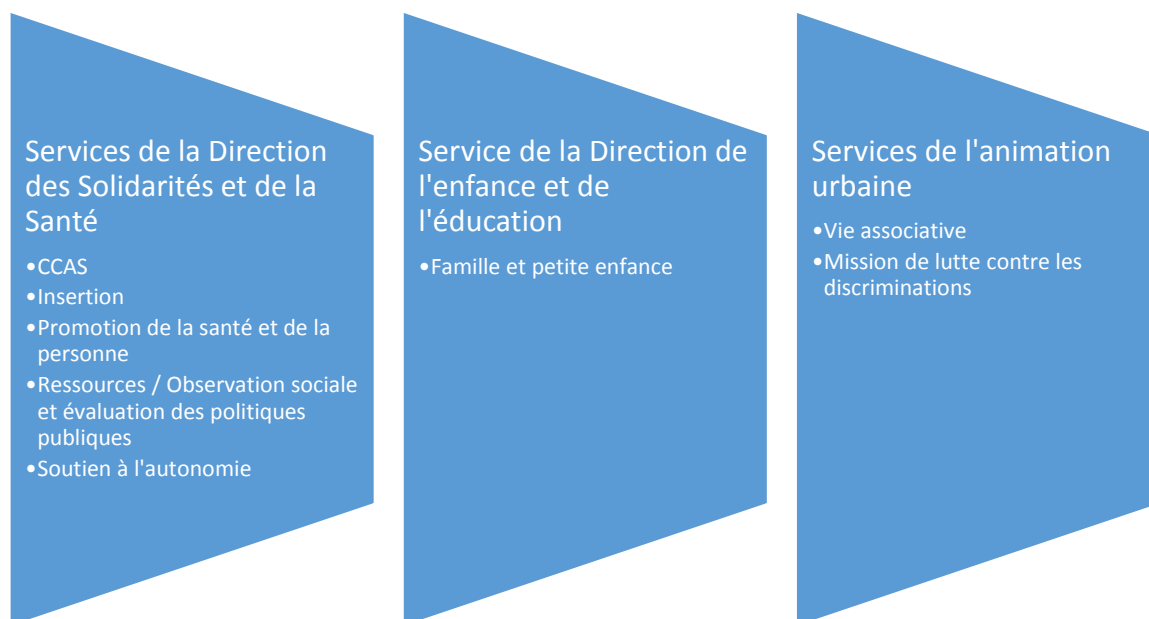 Services de la Direction
des Solidarités et de la
Santé
•CCAS
•Insertion
•Promotion de la santé et de la
personne
•Ressources / Observation sociale
et évaluation des politiques
publiques
•Soutien à l'autonomie
Service de la Direction de
l'enfance et de
l'éducation
•Famille et petite enfance
Services de l'animation
urbaine
•Vie associative
•Mission de lutte contre les
discriminations